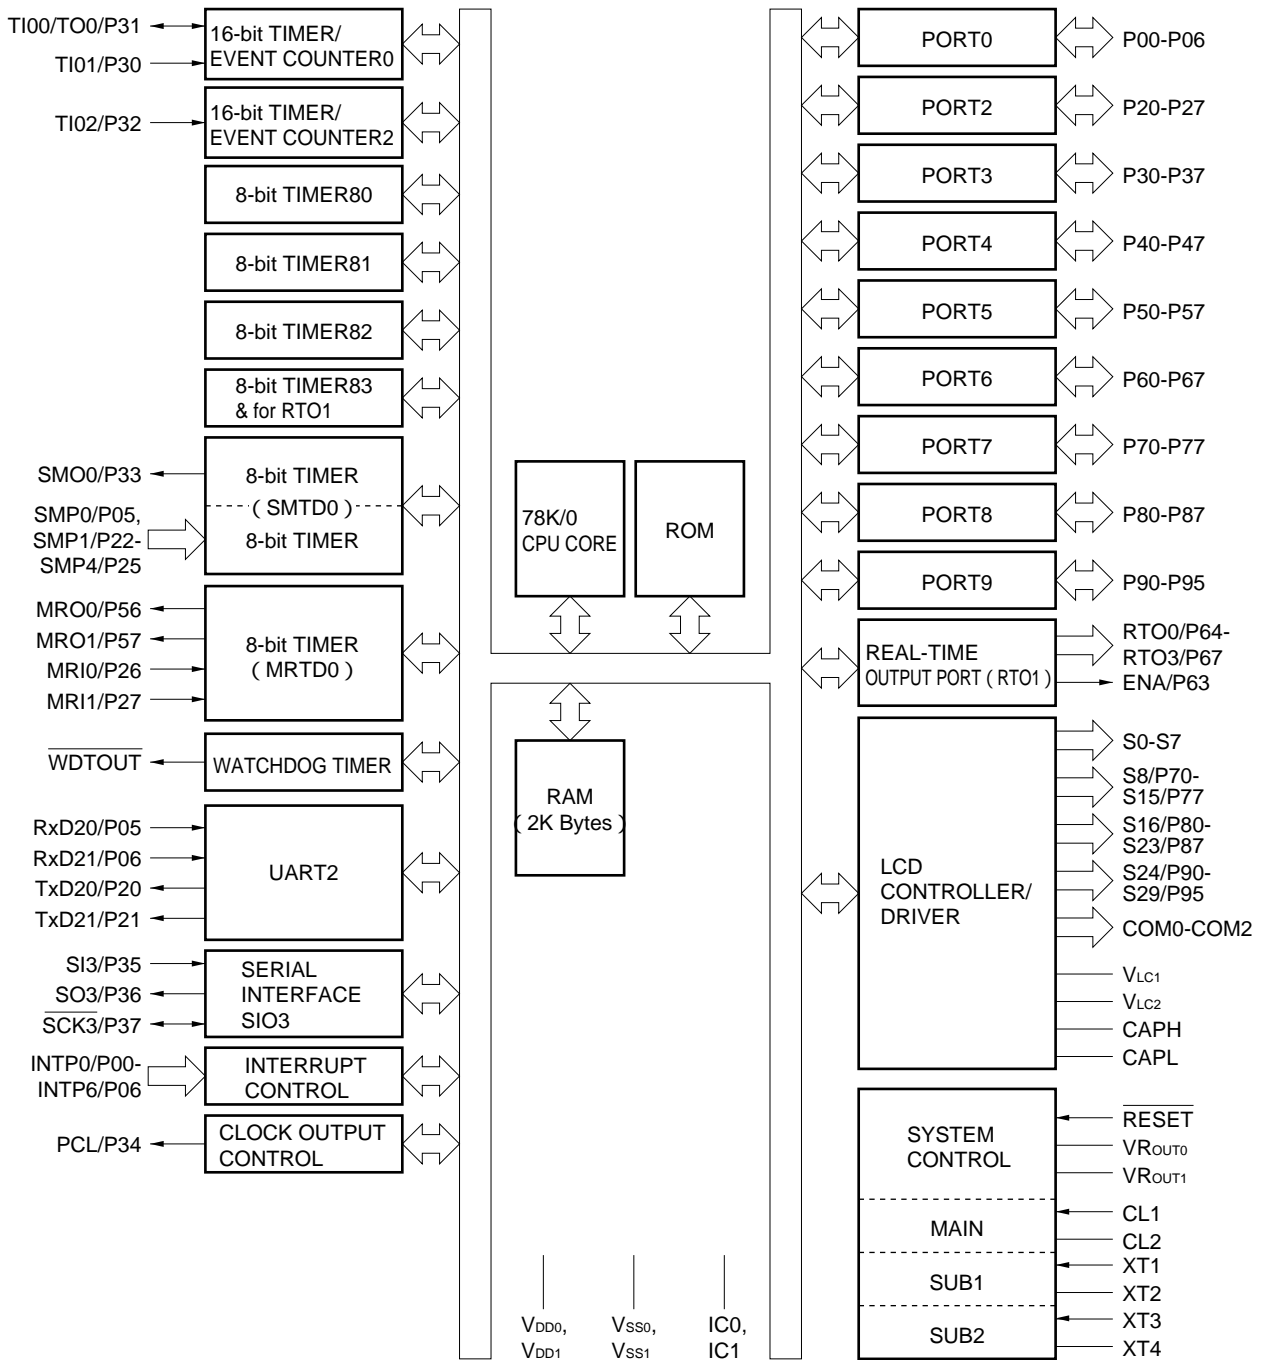 TI00/TO0/P31
TI01/P30
16-bit TIMER/
EVENT COUNTER0
TI02/P32
16-bit TIMER/
EVENT COUNTER2
8-bit TIMER80
8-bit TIMER81
8-bit TIMER82
8-bit TIMER83
& for RTO1
SMO0/P33
SMP0/P05,
SMP1/P22-
SMP4/P25
8-bit TIMER
( SMTD0 )
8-bit TIMER
MRO0/P56
MRO1/P57
MRI0/P26
MRI1/P27
8-bit TIMER
( MRTD0 )
WDTOUT
WATCHDOG TIMER
RxD20/P05
RxD21/P06
TxD20/P20
TxD21/P21
UART2
SI3/P35
SO3/P36
SCK3/P37
SERIAL
INTERFACE
SIO3
INTP0/P00-
INTP6/P06
INTERRUPT
CONTROL
PCL/P34
CLOCK OUTPUT
CONTROL
78K/0
CPU CORE
ROM
RAM
( 2K Bytes )
VDD0,
VDD1
VSS0,
VSS1
IC0,
IC1
PORT0
P00-P06
PORT2
P20-P27
PORT3
P30-P37
PORT4
P40-P47
PORT5
P50-P57
PORT6
P60-P67
PORT7
P70-P77
PORT8
P80-P87
PORT9
P90-P95
REAL-TIME
OUTPUT PORT ( RTO1 )
RTO0/P64-
RTO3/P67
ENA/P63
LCD
CONTROLLER/
DRIVER
S0-S7
S8/P70-
S15/P77
S16/P80-
S23/P87
S24/P90-
S29/P95
COM0-COM2
VLC1
VLC2
CAPH
CAPL
SYSTEM
CONTROL
RESET
VROUT0
VROUT1
MAIN
CL1
CL2
SUB1
XT1
XT2
SUB2
XT3
XT4